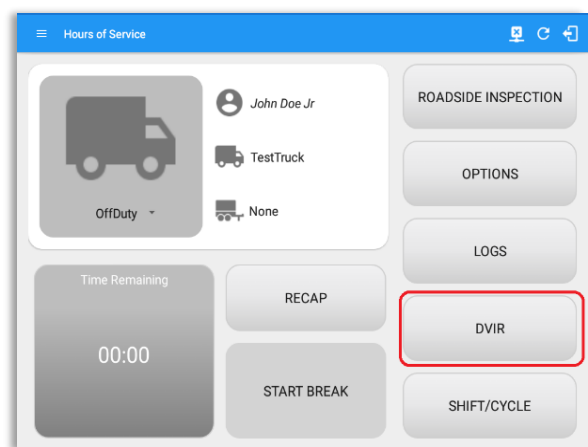 Hours of Service
John Doe Jr
TestTruck
OffDuty
None
Time Remaining
00:00
RECAP
START BREAK
ROADSIDE INSPECTION
OPTIONS
LOGS
DVIR
SHIFT/CYCLE